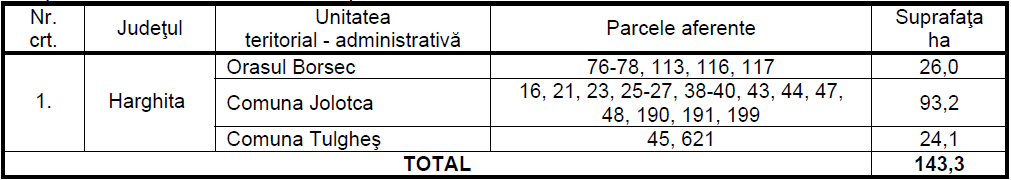 Nr. crt. Judeţul Unitatea teritorial - administrativă Parcele aferente Suprafaţa ha
1. Harghita Orasul Borsec 76-78, 113, 116, 117 26,0
Comuna Jolotca 16, 21, 23, 25-27, 38-40, 43, 44, 47,
48, 190, 191, 199 93,2
Comuna Tulgheş 45, 621 24,1
TOTAL 143,3